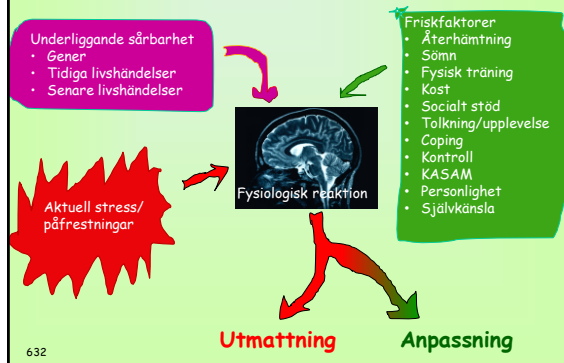 Underliggande sårbarhet
• Gener
• Tidiga livshändelser
• Senare livshändelser
Friskfaktorer
• Återhämtning
• Sömn
• Fysisk träning
• Kost
• Socialt stöd
• Tolkning/upplevelse
• Coping
• Kontroll
• KASAM
• Personlighet
• Självkänsla
Fysiologisk reaktion
Aktuell stress/
påfrestningar
Utmattning
Anpassning
632